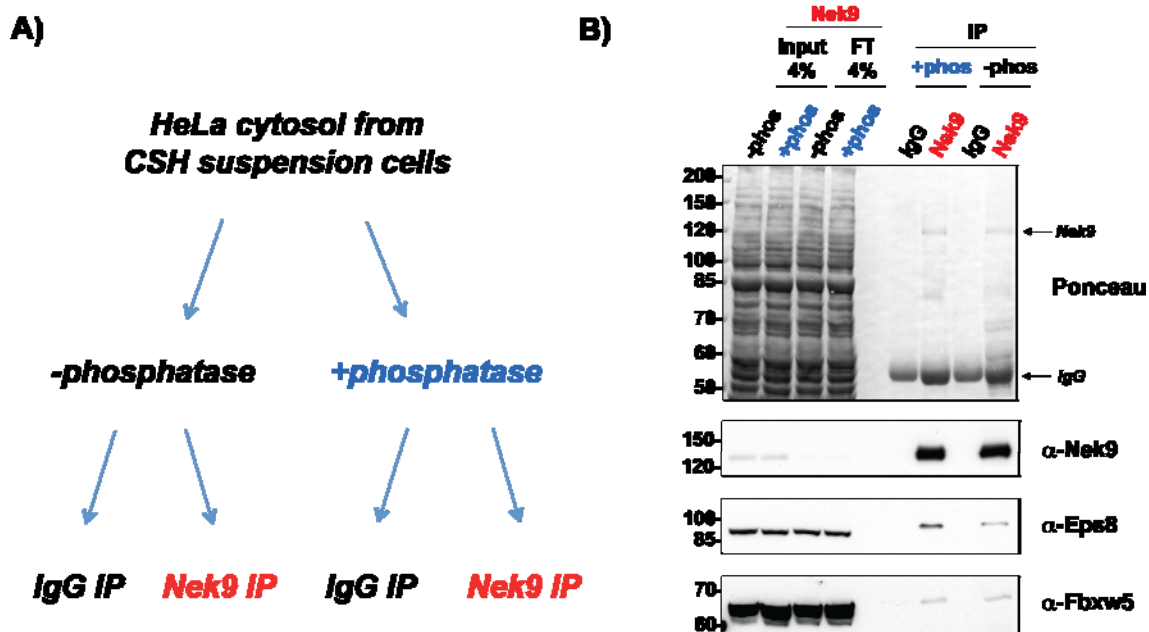 A)
HeLa cytosol from
CSH suspension cells
-phosphatase
+phosphatase
IgG IP
Nek9 IP
IgG IP
Nek9 IP
B)
Nek9
Input
4%
FT
4%
IP
+phos
-phos
-phos
+phos
-phos
+phos
IgG
Nek9
IgG
Nek9
200
150
120
100
85
70
60
50
Nek9
Ponceau
IgG
150
120
α-Nek9
100
85
α-Eps8
70
60
α-Fbxw5